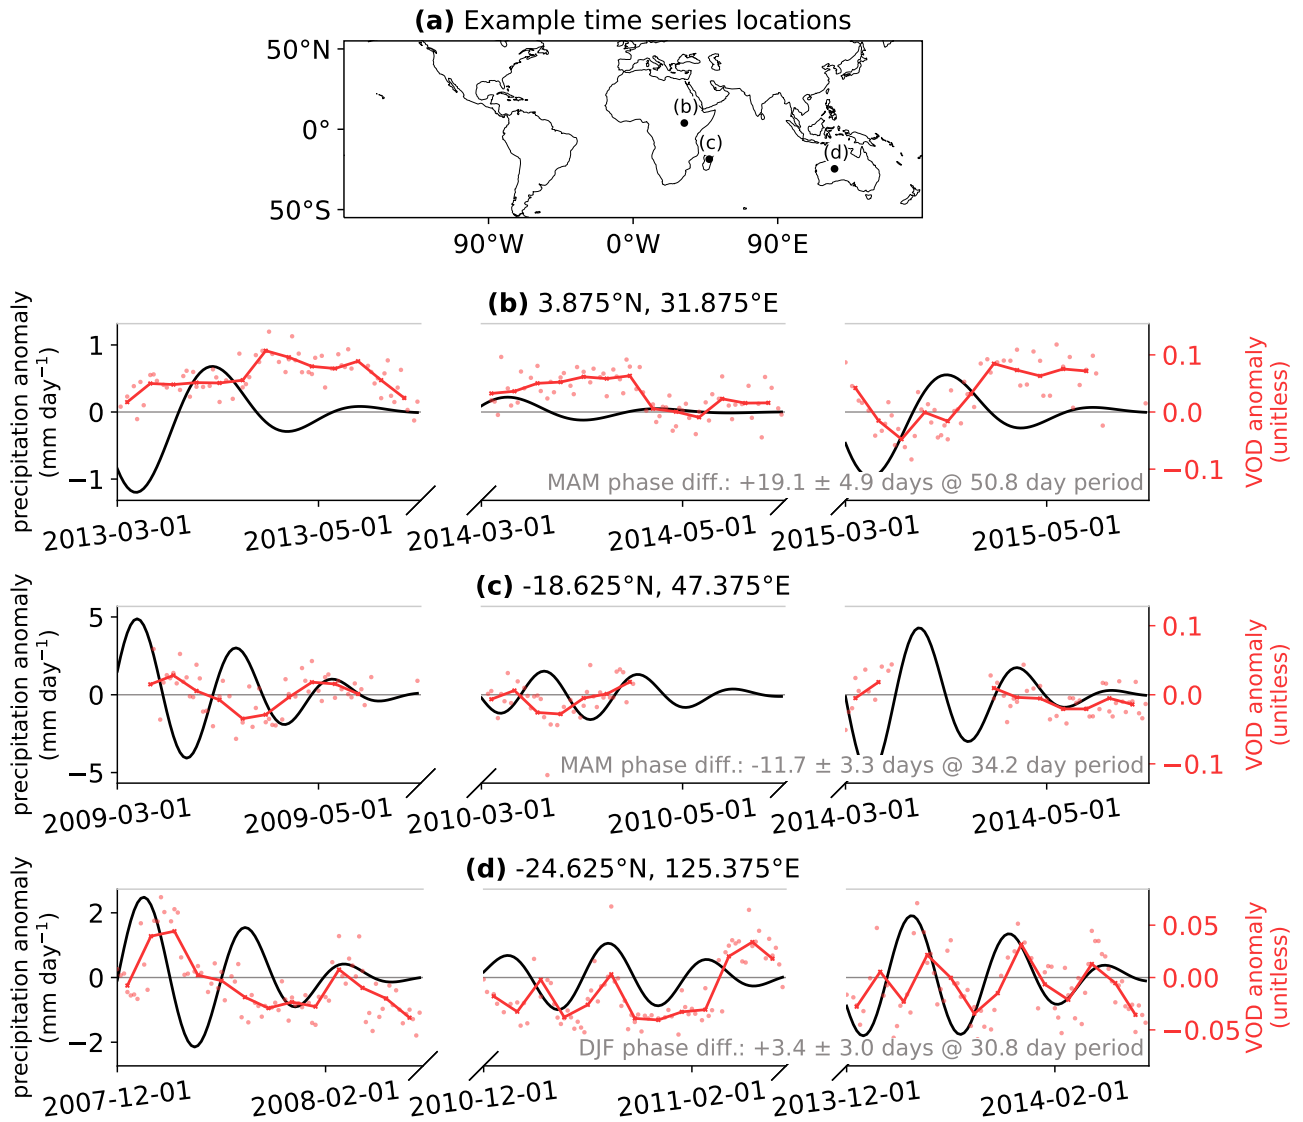 (a) Example time series locations
50°N
0°
50°S
(b)
(c)
(d)
90°W
0°W
90°E
(b) 3.875°N, 31.875°E
precipitation anomaly
(mm day⁻¹)
1
0
−1
0.1
0.0
−0.1
VOD anomaly
(unitless)
MAM phase diff.: +19.1 ± 4.9 days @ 50.8 day period
2013-03-01
2013-05-01
2014-03-01
2014-05-01
2015-03-01
2015-05-01
(c) -18.625°N, 47.375°E
precipitation anomaly
(mm day⁻¹)
5
0
−5
0.1
0.0
−0.1
VOD anomaly
(unitless)
MAM phase diff.: -11.7 ± 3.3 days @ 34.2 day period
2009-03-01
2009-05-01
2010-03-01
2010-05-01
2014-03-01
2014-05-01
(d) -24.625°N, 125.375°E
precipitation anomaly
(mm day⁻¹)
2
0
−2
0.05
0.00
−0.05
VOD anomaly
(unitless)
DJF phase diff.: +3.4 ± 3.0 days @ 30.8 day period
2007-12-01
2008-02-01
2010-12-01
2011-02-01
2013-12-01
2014-02-01